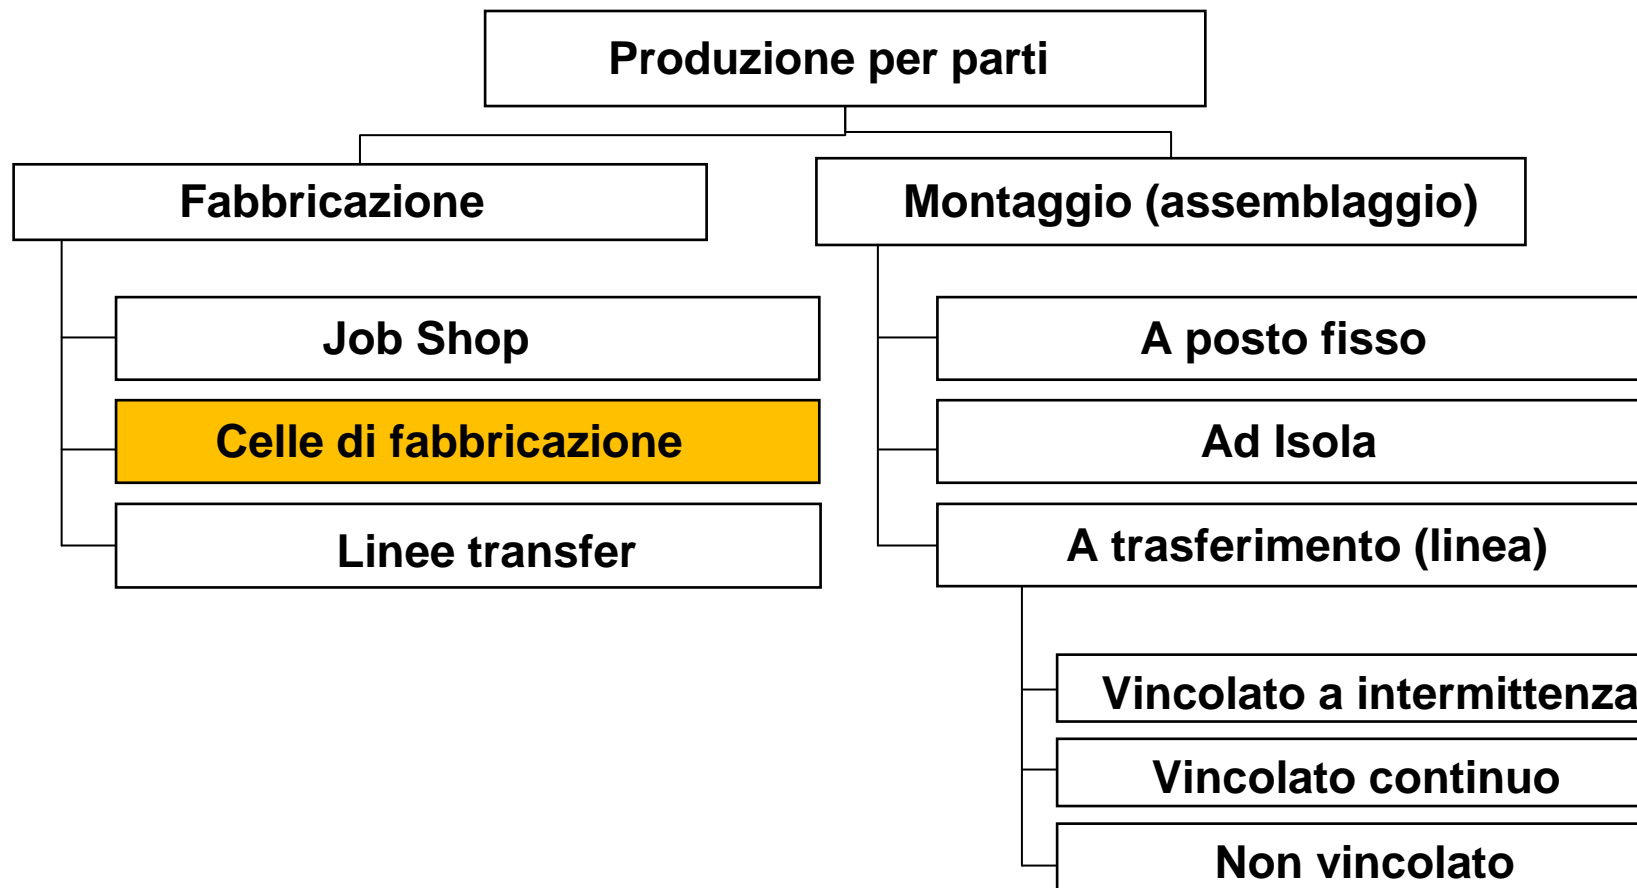 Produzione per parti
Fabbricazione
Montaggio (assemblaggio)
Job Shop
A posto fisso
Celle di fabbricazione
Ad Isola
Linee transfer
A trasferimento (linea)
Vincolato a intermittenza
Vincolato continuo
Non vincolato